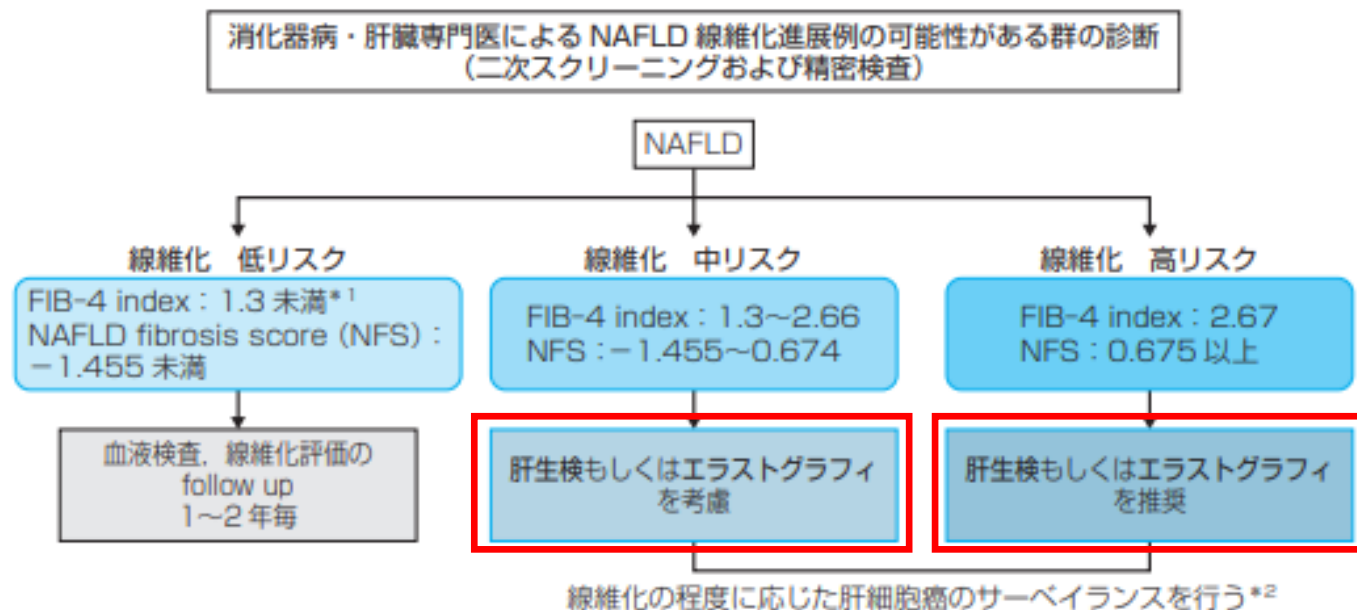 消化器病・肝臓専門医による NAFLD 線維化進展例の可能性がある群の診断
(二次スクリーニングおよび精密検査)
NAFLD
線維化 低リスク
FIB-4 index:1.3 未満*1
NAFLD fibrosis score (NFS):
-1.455 未満
血液検査,線維化評価の
follow up
1~2 年毎
線維化 中リスク
FIB-4 index:1.3~2.66
NFS:-1.455~0.674
肝生検もしくはエラストグラフィ
を考慮
線維化 高リスク
FIB-4 index:2.67
NFS:0.675 以上
肝生検もしくはエラストグラフィ
を推奨
線維化の程度に応じた肝細胞癌のサーベイランスを行う*2